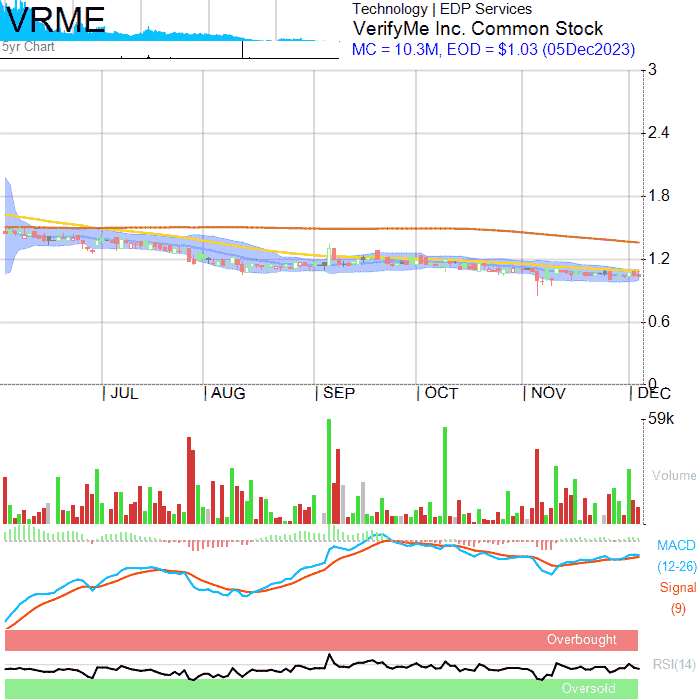 VRME
5yr Chart
Technology | EDP Services
VerifyMe Inc. Common Stock
MC = 10.3M, EOD = $1.03 (05Dec2023)
3
2.4
1.8
1.2
0.6
0
| JUL | AUG | SEP | OCT | NOV | DEC
59k
Volume
MACD
(12-26)
Signal
(9)
Overbought
RSI(14)
Oversold